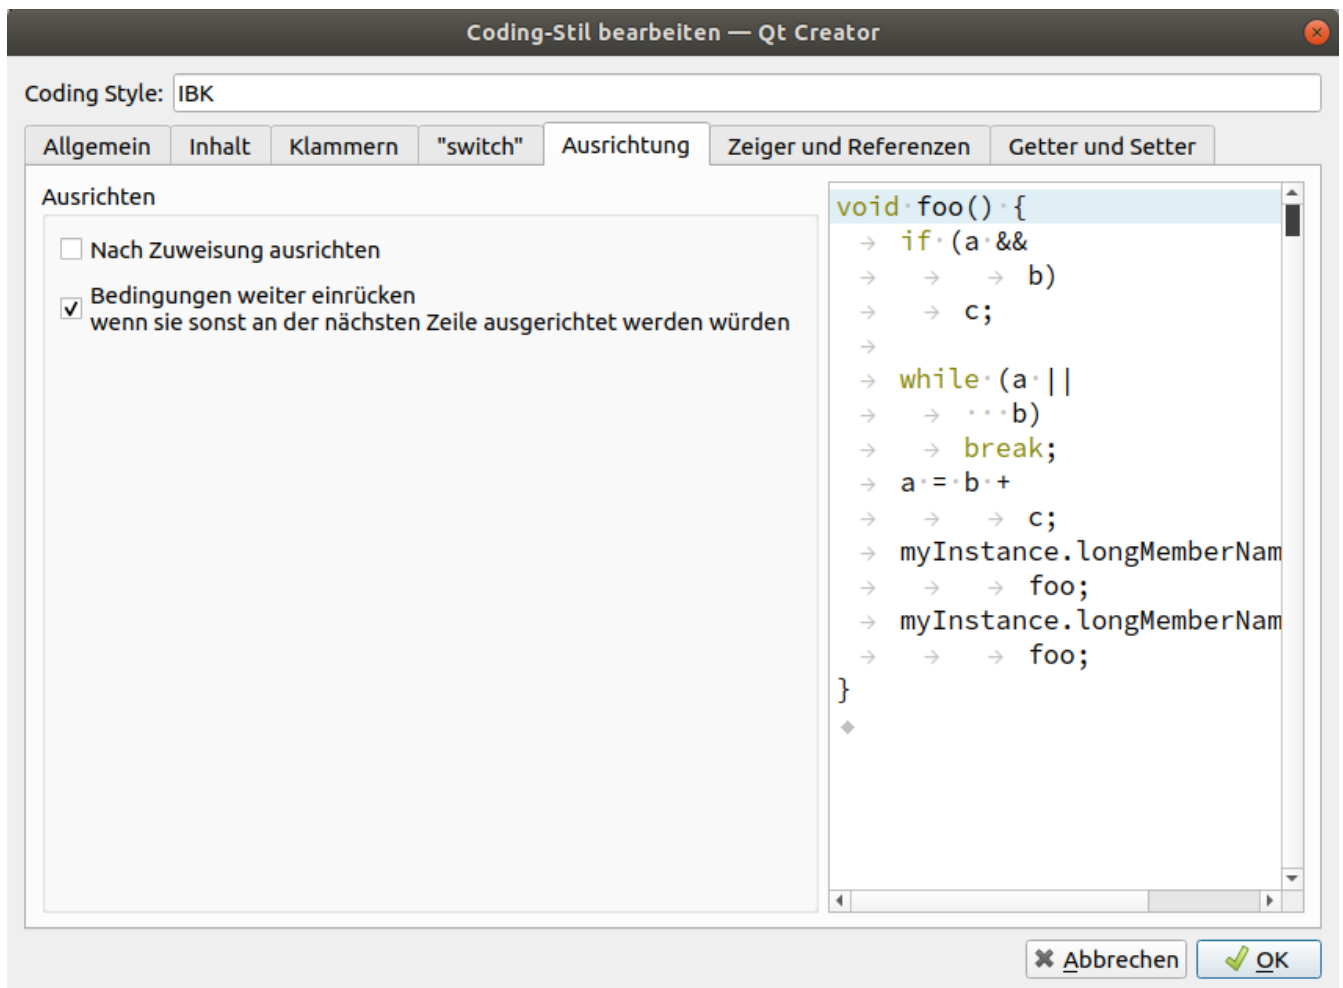 Coding-Stil bearbeiten — Qt Creator
Coding Style: IBK
Allgemein Inhalt Klammern "switch" Ausrichtung Zeiger und Referenzen Getter und Setter
Ausrichten
Nach Zuweisung ausrichten
Bedingungen weiter einrücken
wenn sie sonst an der nächsten Zeile ausgerichtet werden würden
void·foo()·{
→ if·(a·&&
→ → → b)
→ → c;
→
→ while·(a·||
→ → ···b)
→ → break;
→ a·=·b·+
→ → → c;
→ myInstance.longMemberNam
→ → → foo;
→ myInstance.longMemberNam
→ → → foo;
}
Abbrechen OK